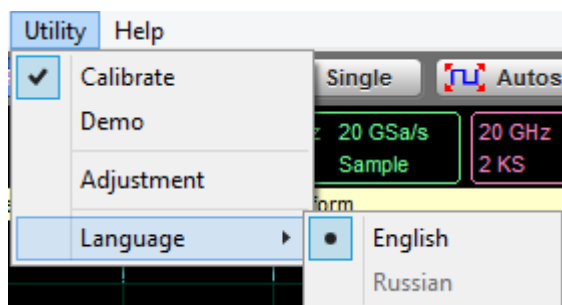 Utility Help
Calibrate
Single
Demo
20 GSa/s
20 GHz
Sample
2 KS
Adjustment
Language
English
Russian